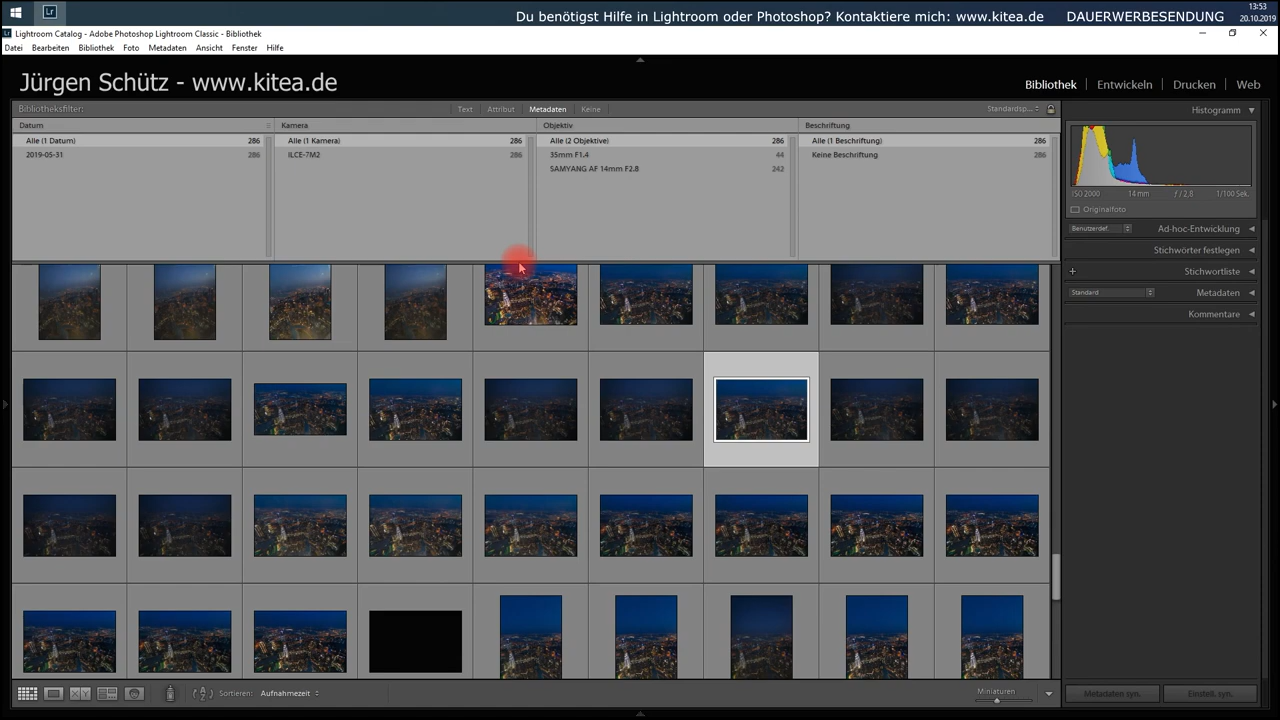 Lr
Du benötigst Hilfe in Lightroom oder Photoshop? Kontaktiere mich: www.kitea.de
DAUERWERBESENDUNG
13:53
20.10.2019
Lr
Lightroom Catalog - Adobe Photoshop Lightroom Classic - Bibliothek
Datei Bearbeiten Bibliothek Foto Metadaten Ansicht Fenster Hilfe
Jürgen Schütz - www.kitea.de
Bibliothek Entwickeln Drucken Web
Bibliotheksfilter: Text Attribut Metadaten Keine Standardsp...
Histogramm
Datum Kamera Objektiv Beschriftung
Alle (1 Datum) 286 Alle (1 Kamera) 286 Alle (2 Objektive) 286 Alle (1 Beschriftung) 286
2019-05-31 286 ILCE-7M2 286 35mm F1.4 44 Keine Beschriftung 286
SAMYANG AF 14mm F2.8 242
ISO 2000 14 mm ƒ / 2,8 1/100 Sek.
Originalfoto
Benutzerdef. Ad-hoc-Entwicklung
Stichwörter festlegen
+ Stichwortliste
Standard Metadaten
Kommentare
XY Sortieren: Aufnahmezeit Miniaturen
Metadaten syn. Einstell. syn.